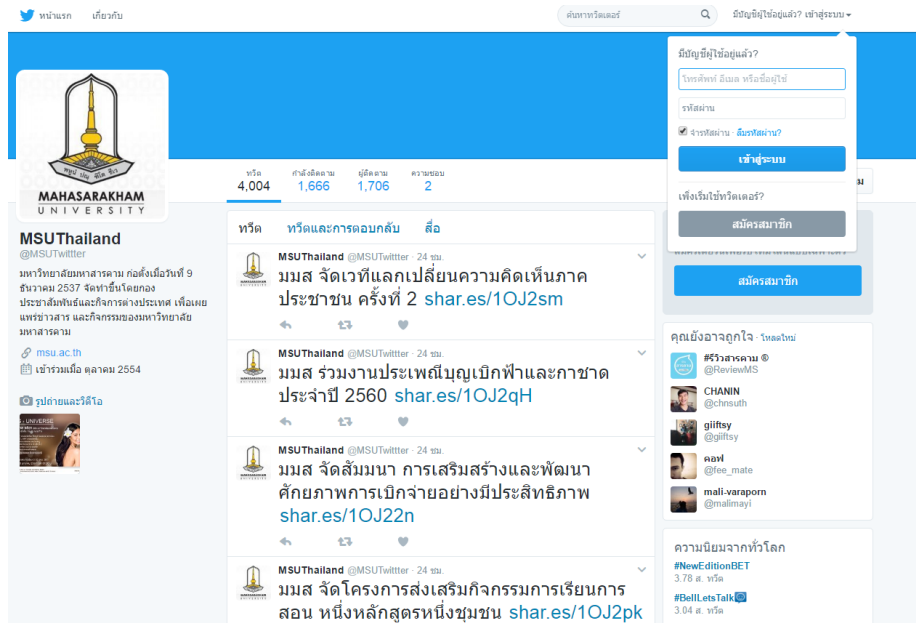 หน้าแรก เกี่ยวกับ
ค้นหาทวิตเตอร์
มีบัญชีผู้ใช้อยู่แล้ว? เข้าสู่ระบบ
มีบัญชีผู้ใช้อยู่แล้ว?
โทรศัพท์ อีเมล หรือชื่อผู้ใช้
รหัสผ่าน
จำรหัสผ่าน · ลืมรหัสผ่าน?
เข้าสู่ระบบ
เพิ่งเริ่มใช้ทวิตเตอร์?
สมัครสมาชิก
สมัครสมาชิก
พหูนํ ปณฺฑิโต ชีเว
MAHASARAKHAM
UNIVERSITY
ทวีต กำลังติดตาม ผู้ติดตาม ความชอบ
4,004 1,666 1,706 2
MSUThailand
@MSUTwittter
มหาวิทยาลัยมหาสารคาม ก่อตั้งเมื่อวันที่ 9
ธันวาคม 2537 จัดทำขึ้นโดยกอง
ประชาสัมพันธ์และกิจการต่างประเทศ เพื่อเผย
แพร่ข่าวสาร และกิจกรรมของมหาวิทยาลัย
มหาสารคาม
msu.ac.th
เข้าร่วมเมื่อ ตุลาคม 2554
รูปถ่ายและวิดีโอ
ทวีต ทวีตและการตอบกลับ สื่อ
MSUThailand @MSUTwittter · 24 ชม.
มมส จัดเวทีแลกเปลี่ยนความคิดเห็นภาค
ประชาชน ครั้งที่ 2 shar.es/1OJ2sm
MSUThailand @MSUTwittter · 24 ชม.
มมส ร่วมงานประเพณีบุญเบิกฟ้าและกาชาด
ประจำปี 2560 shar.es/1OJ2qH
MSUThailand @MSUTwittter · 24 ชม.
มมส จัดสัมมนา การเสริมสร้างและพัฒนา
ศักยภาพการเบิกจ่ายอย่างมีประสิทธิภาพ
shar.es/1OJ22n
MSUThailand @MSUTwittter · 24 ชม.
มมส จัดโครงการส่งเสริมกิจกรรมการเรียนการ
สอน หนึ่งหลักสูตรหนึ่งชุมชน shar.es/1OJ2pk
คุณยังอาจถูกใจ · โหลดใหม่
#รีวิวสารคาม ®
@ReviewMS
CHANIN
@chnsuth
giiftsy
@giiftsy
คอฟ
@fee_mate
mali-varaporn
@malimayi
ความนิยมจากทั่วโลก
#NewEditionBET
3.78 ส. ทวีต
#BellLetsTalk
3.04 ส. ทวีต